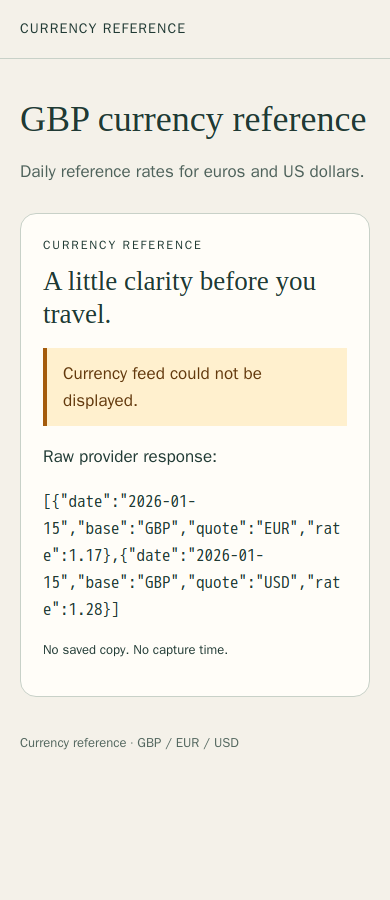 CURRENCY REFERENCE
GBP currency reference
Daily reference rates for euros and US dollars.
CURRENCY REFERENCE
A little clarity before you
travel.
Currency feed could not be
displayed.
Raw provider response:
[{"date":"2026-01-
15","base":"GBP","quote":"EUR","rat
e":1.17},{"date":"2026-01-
15","base":"GBP","quote":"USD","rat
e":1.28}]
No saved copy. No capture time.
Currency reference · GBP / EUR / USD